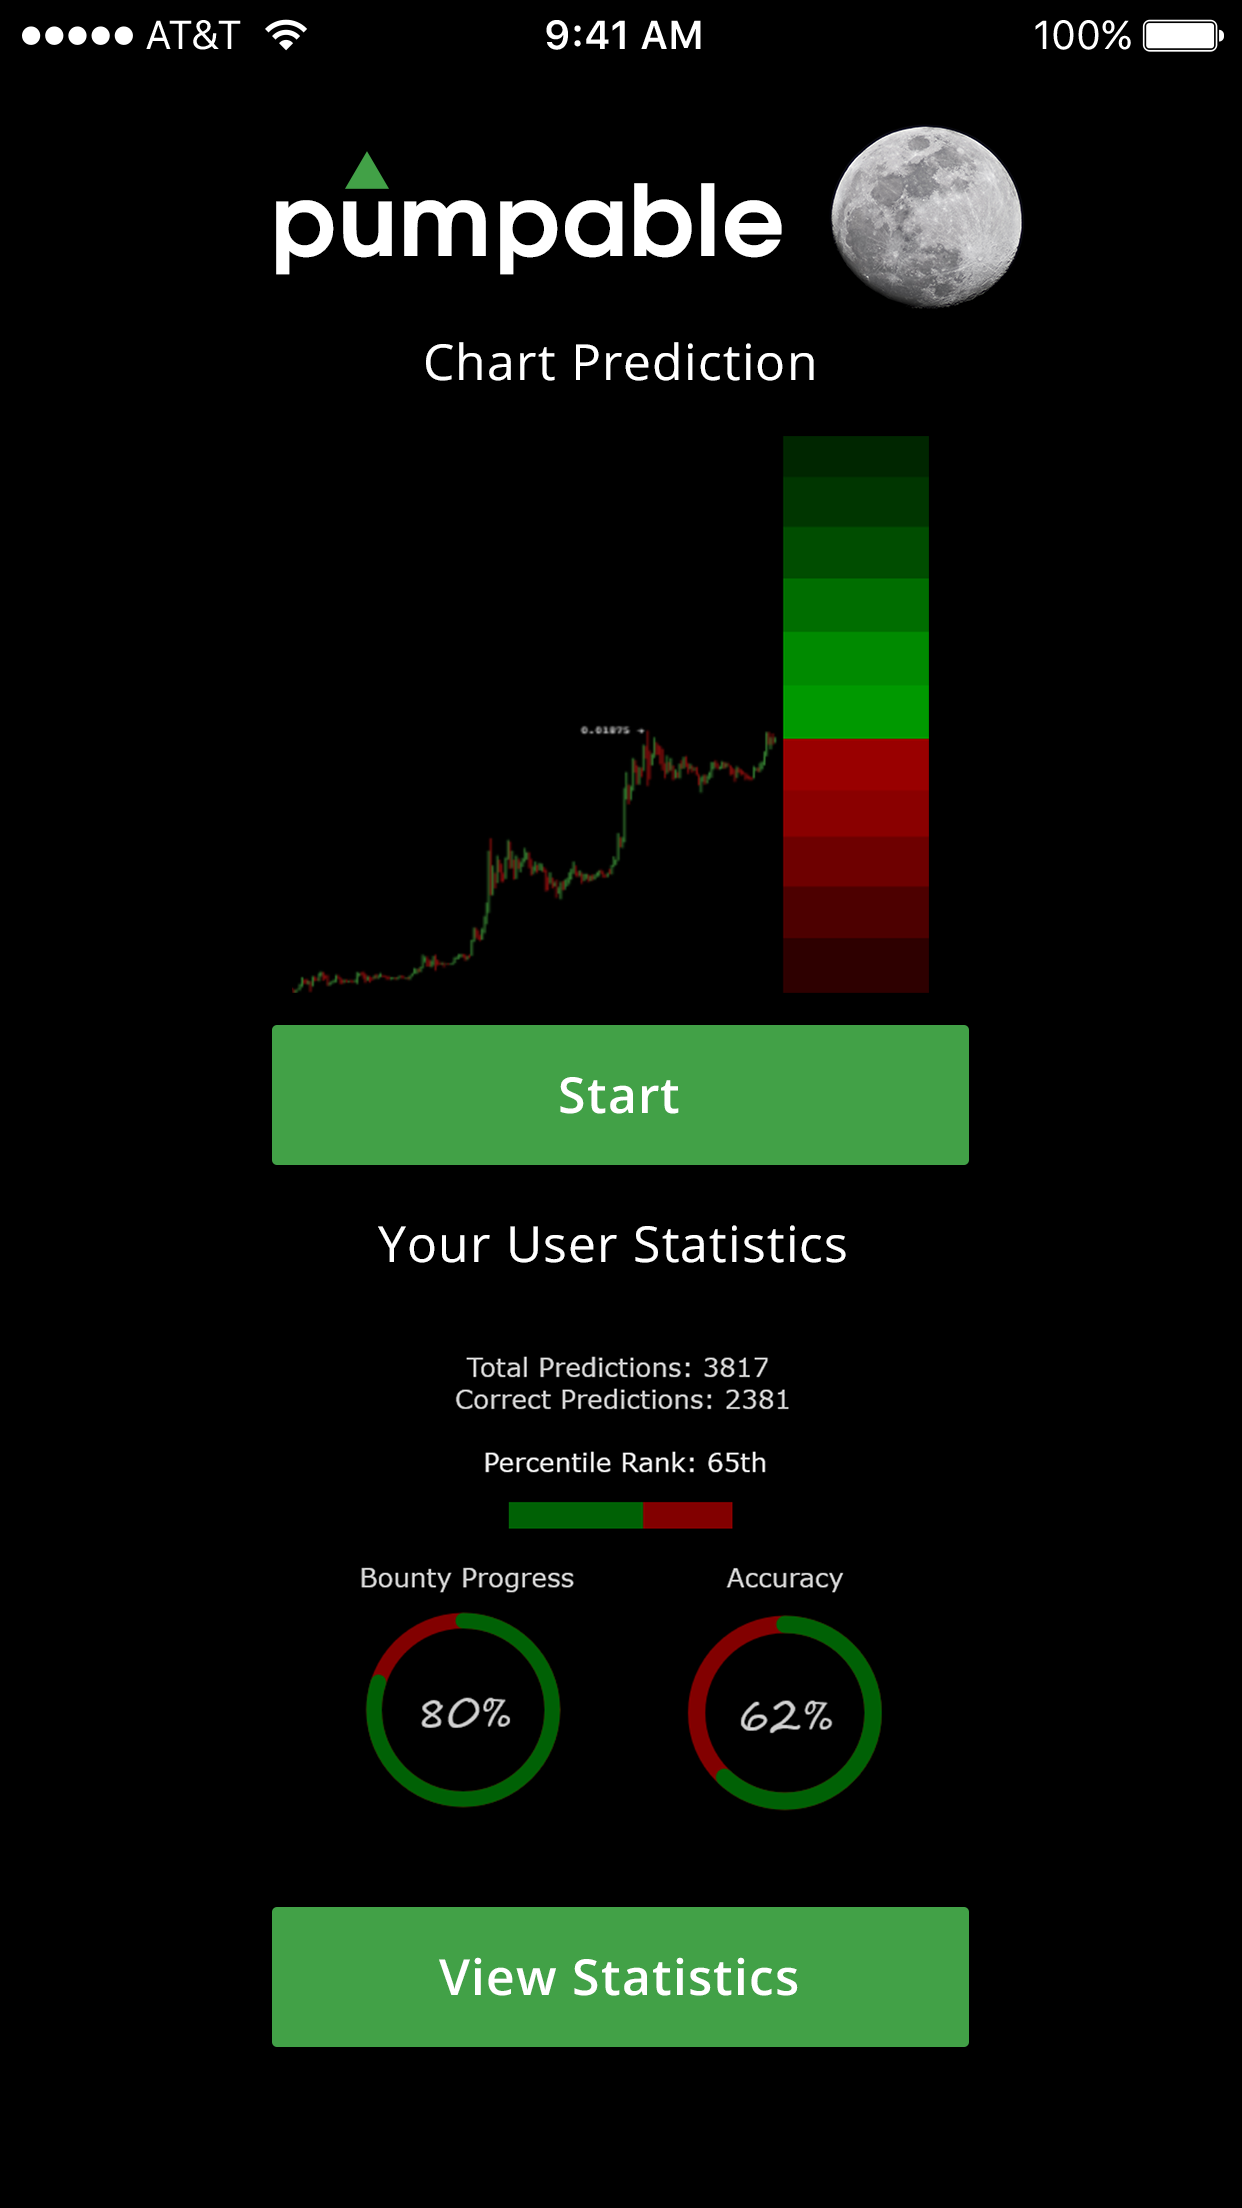 AT&T 9:41 AM 100%
pumpable
Chart Prediction
0.01875
Start
Your User Statistics
Total Predictions: 3817
Correct Predictions: 2381
Percentile Rank: 65th
Bounty Progress Accuracy
80% 62%
View Statistics